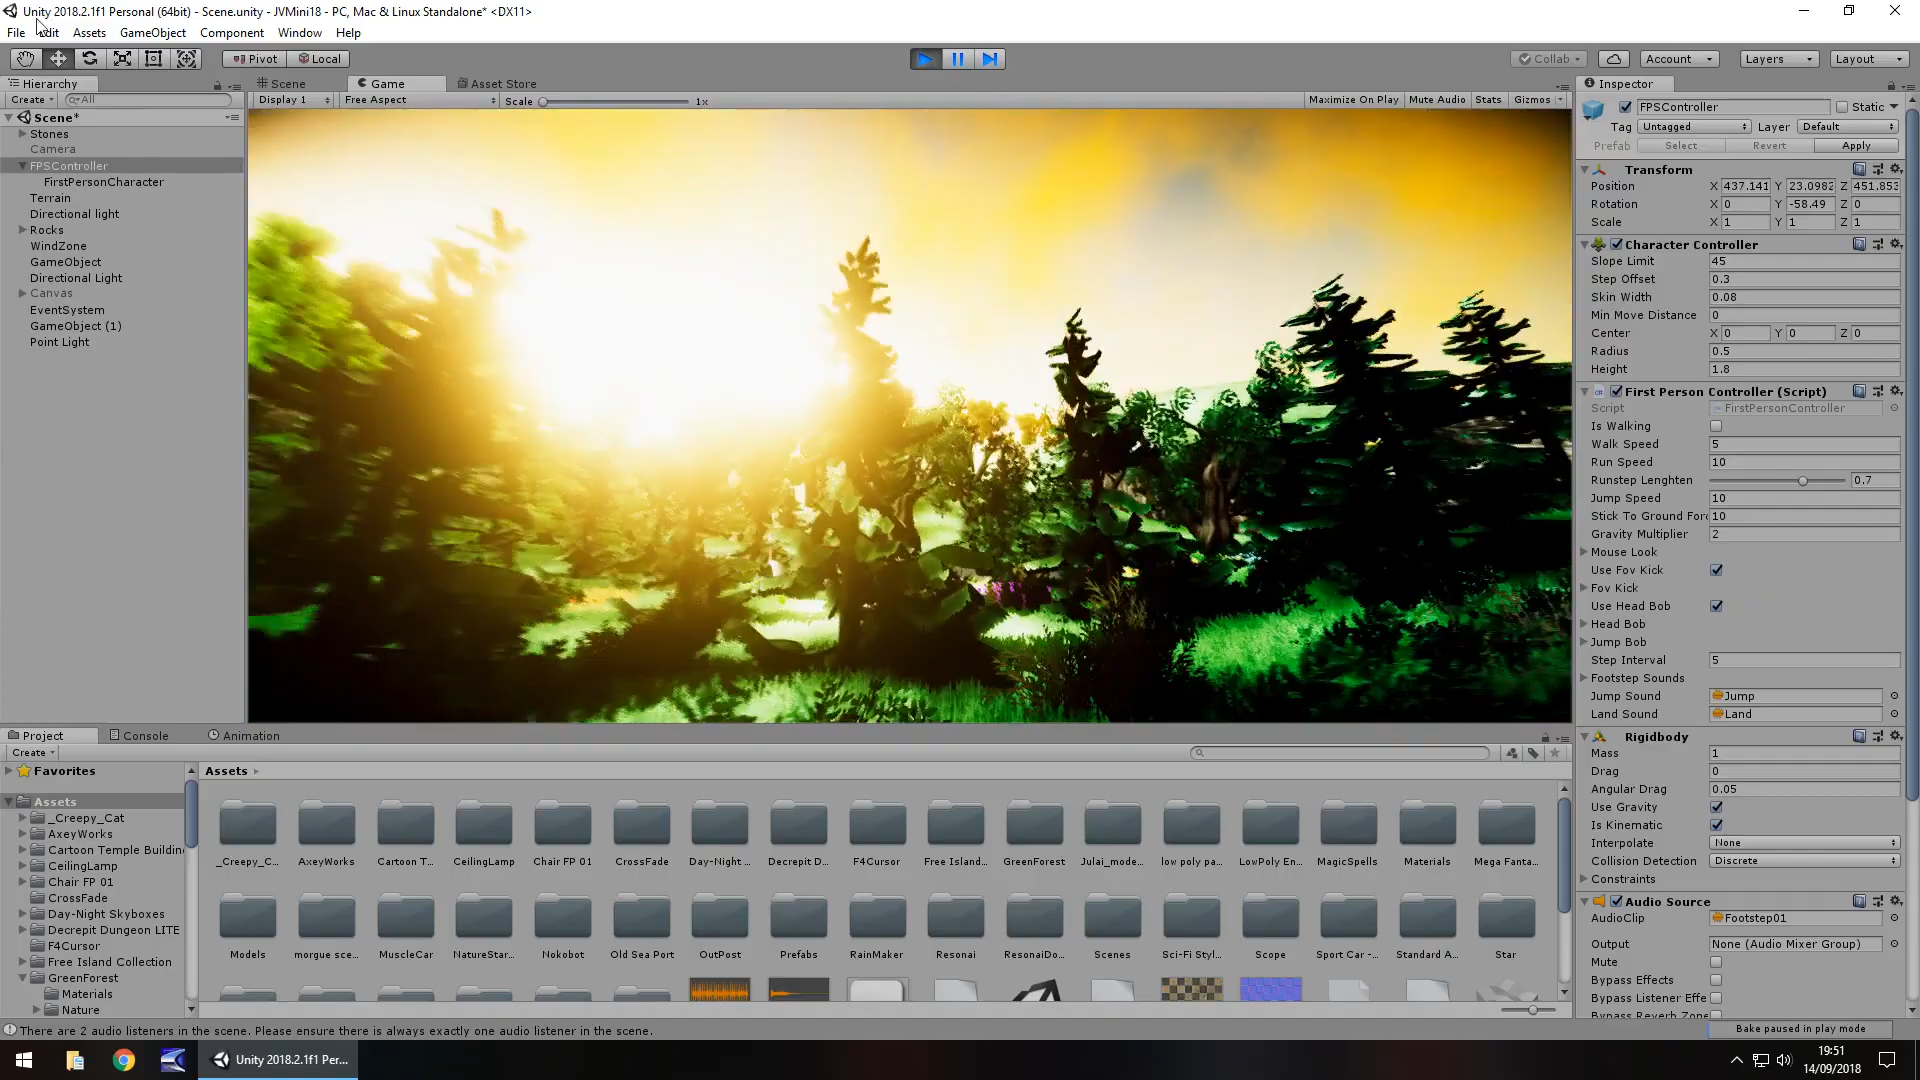 Unity 2018.2.1f1 Personal (64bit) - Scene.unity - JVMini18 - PC, Mac & Linux Standalone* <DX11>
File Edit Assets GameObject Component Window Help
Pivot Local Collab Account Layers Layout
Hierarchy Scene Game Asset Store Inspector
Create All Display 1 Free Aspect Scale 1x Maximize On Play Mute Audio Stats Gizmos
Scene*
Stones
Camera
FPSController
FirstPersonCharacter
Terrain
Directional light
Rocks
WindZone
GameObject
Directional Light
Canvas
EventSystem
GameObject (1)
Point Light
FPSController Static
Tag Untagged Layer Default
Prefab Select Revert Apply
Transform
Position X 437.141 Y 23.0982 Z 451.853
Rotation X 0 Y -58.49 Z 0
Scale X 1 Y 1 Z 1
Character Controller
Slope Limit 45
Step Offset 0.3
Skin Width 0.08
Min Move Distance 0
Center X 0 Y 0 Z 0
Radius 0.5
Height 1.8
First Person Controller (Script)
Script FirstPersonController
Is Walking
Walk Speed 5
Run Speed 10
Runstep Lenghten 0.7
Jump Speed 10
Stick To Ground For 10
Gravity Multiplier 2
Mouse Look
Use Fov Kick
Fov Kick
Use Head Bob
Head Bob
Jump Bob
Step Interval 5
Footstep Sounds
Jump Sound Jump
Land Sound Land
Rigidbody
Mass 1
Drag 0
Angular Drag 0.05
Use Gravity
Is Kinematic
Interpolate None
Collision Detection Discrete
Constraints
Audio Source
AudioClip Footstep01
Output None (Audio Mixer Group)
Mute
Bypass Effects
Bypass Listener Effe
Bypass Reverb Zone
Project Console Animation
Create
Favorites
Assets
_Creepy_Cat
AxeyWorks
Cartoon Temple Buildin
CeilingLamp
Chair FP 01
CrossFade
Day-Night Skyboxes
Decrepit Dungeon LITE
F4Cursor
Free Island Collection
GreenForest
Materials
Nature
Assets
_Creepy_C... AxeyWorks Cartoon T... CeilingLamp Chair FP 01 CrossFade Day-Night ... Decrepit D... F4Cursor Free Island... GreenForest Julai_mode... low poly pa... LowPoly En... MagicSpells Materials Mega Fanta...
Models morgue sce... MuscleCar NatureStar... Nokobot Old Sea Port OutPost Prefabs RainMaker Resonai ResonaiDo... Scenes Sci-Fi Styl... Scope Sport Car -... Standard A... Star
There are 2 audio listeners in the scene. Please ensure there is always exactly one audio listener in the scene.
Bake paused in play mode
Unity 2018.2.1f1 Per...
19:51
14/09/2018